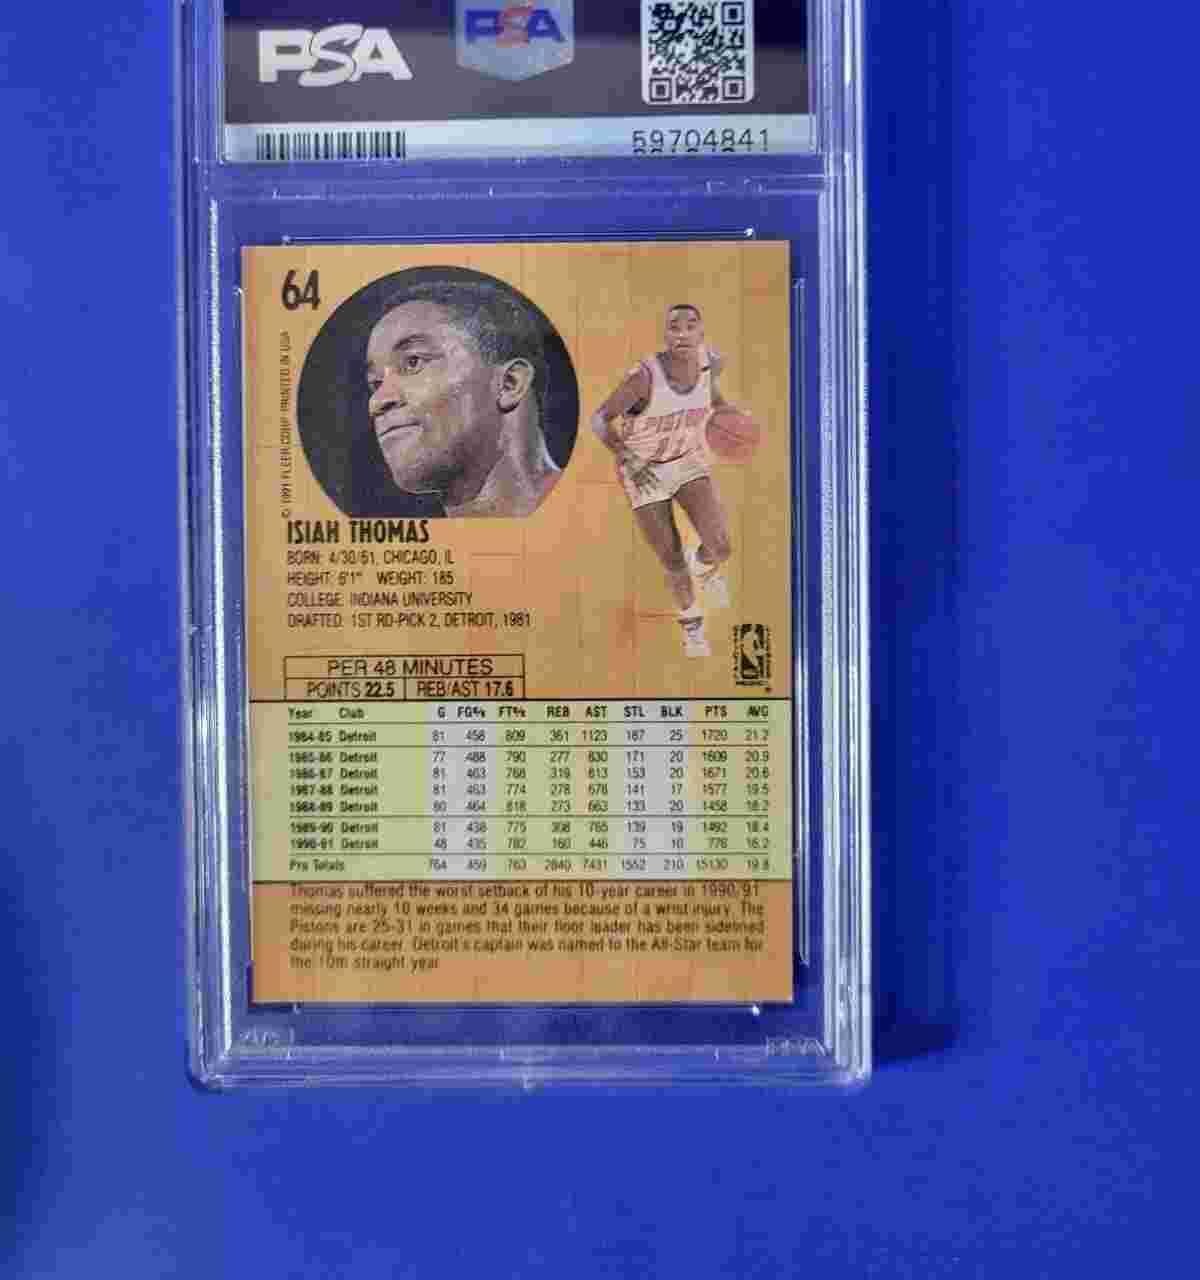 PSA
PSA
59704841
64
© 1991 FLEER CORP. PRINTED IN USA
PISTONS
11
ISIAH THOMAS
BORN: 4/30/61, CHICAGO, IL
HEIGHT: 6'1" WEIGHT: 185
COLLEGE: INDIANA UNIVERSITY
DRAFTED: 1ST RD-PICK 2, DETROIT, 1981
PER 48 MINUTES
POINTS 22.5 REB/AST 17.6
Year Club G FG% FT% REB AST STL BLK PTS AVG
1984-85 Detroit 81 458 809 361 1123 187 25 1720 21.2
1985-86 Detroit 77 488 790 277 830 171 20 1609 20.9
1986-87 Detroit 81 463 768 319 813 153 20 1671 20.6
1987-88 Detroit 81 463 774 278 678 141 17 1577 19.5
1988-89 Detroit 80 464 818 273 663 133 20 1458 18.2
1989-90 Detroit 81 438 775 308 765 139 19 1492 18.4
1990-91 Detroit 48 435 782 160 446 75 10 776 16.2
Pro Totals 764 459 763 2840 7431 1552 210 15130 19.8
Thomas suffered the worst setback of his 10-year career in 1990/91
missing nearly 10 weeks and 34 games because of a wrist injury. The
Pistons are 25-31 in games that their floor leader has been sidelined
during his career. Detroit's captain was named to the All-Star team for
the 10th straight year.